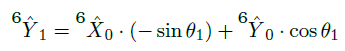 ⁶Ŷ₁ = ⁶X̂₀ · (− sin θ₁) + ⁶Ŷ₀ · cos θ₁